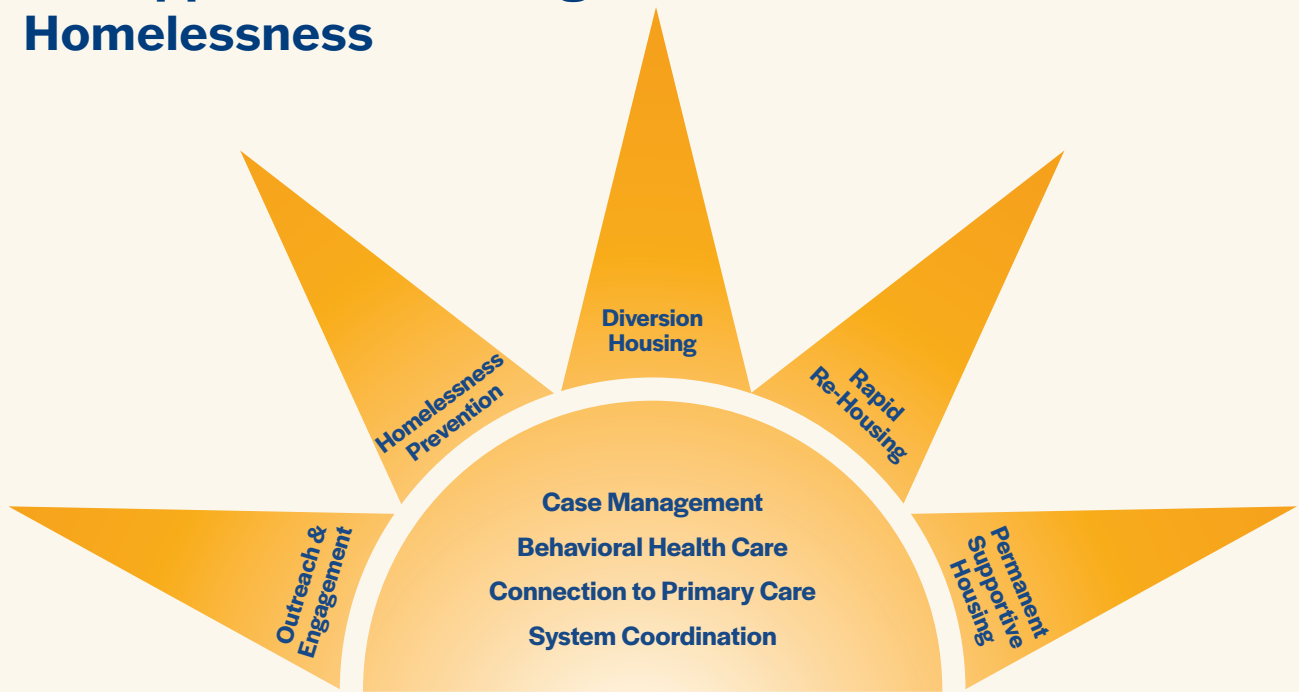 Homelessness
Outreach &
Engagement
Homelessness
Prevention
Diversion
Housing
Rapid
Re-Housing
Permanent
Supportive
Housing
Case Management
Behavioral Health Care
Connection to Primary Care
System Coordination